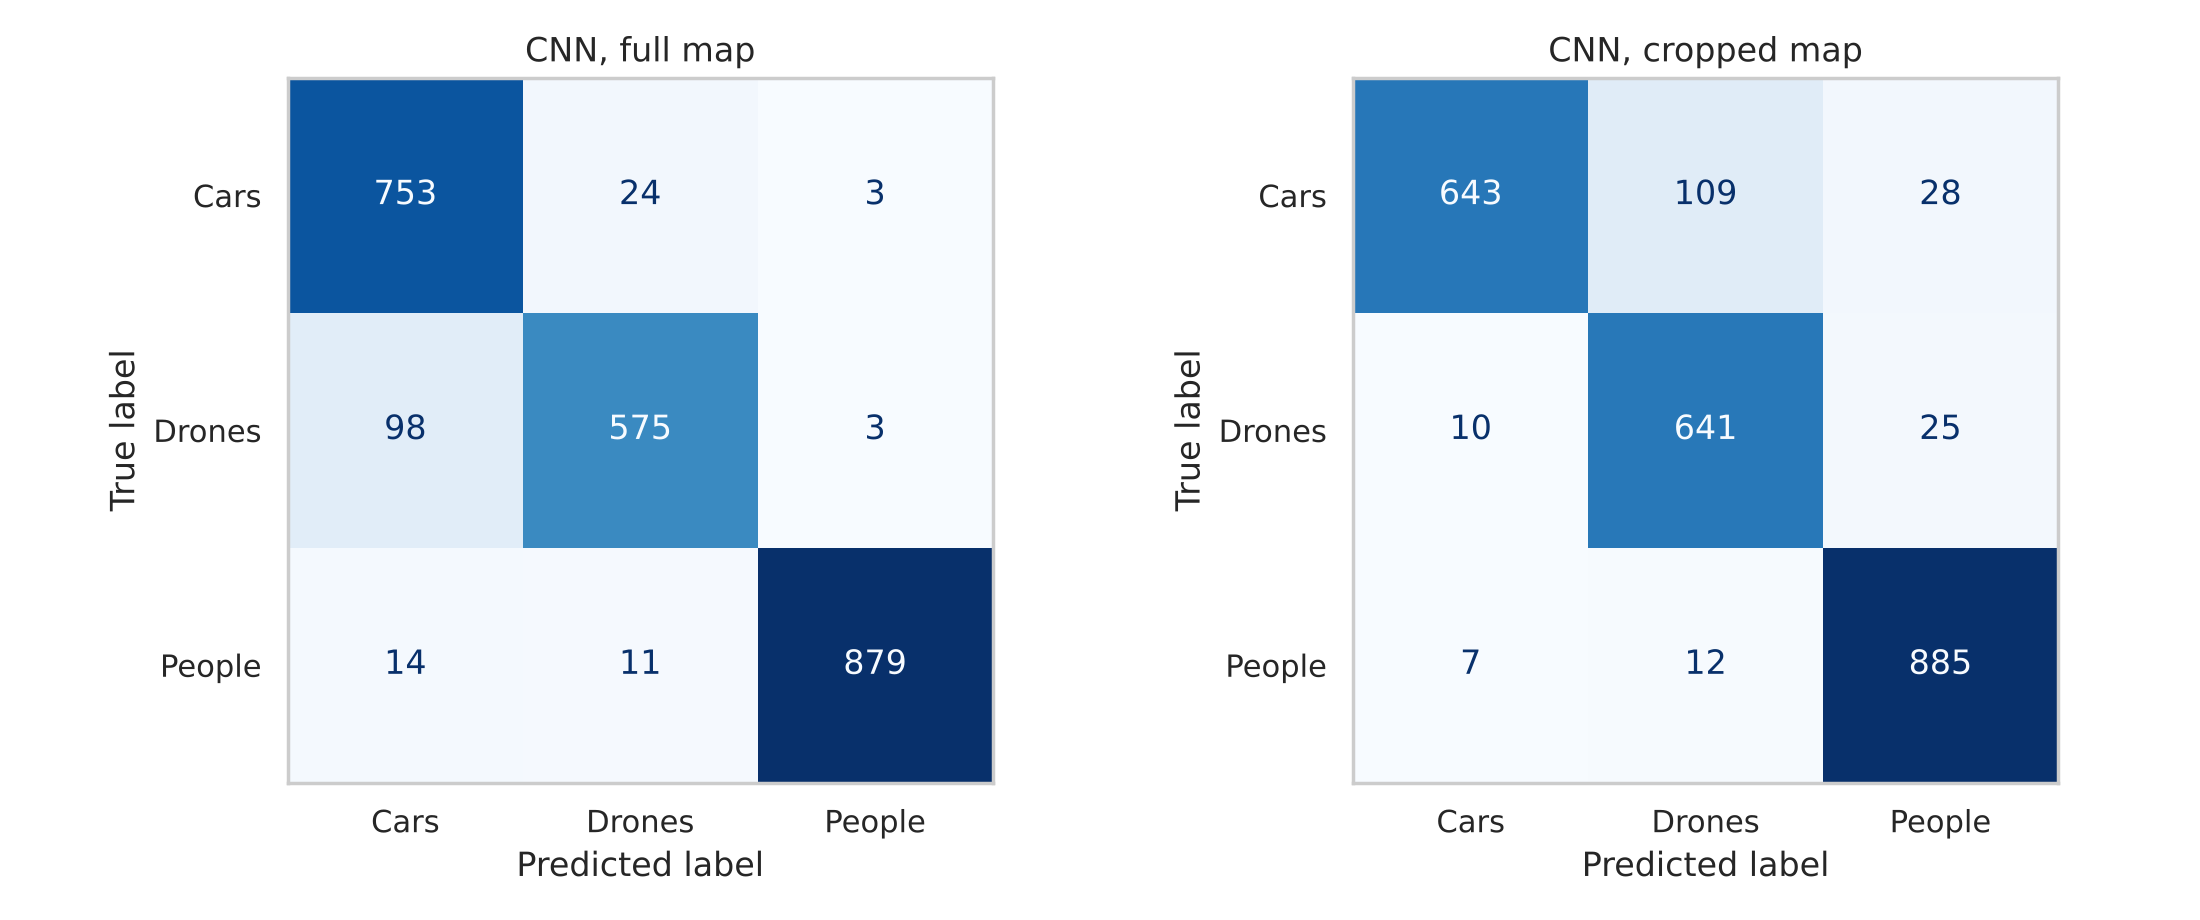 CNN, full map
True label
Cars 753 24 3
Drones 98 575 3
People 14 11 879
Cars Drones People
Predicted label
CNN, cropped map
True label
Cars 643 109 28
Drones 10 641 25
People 7 12 885
Cars Drones People
Predicted label